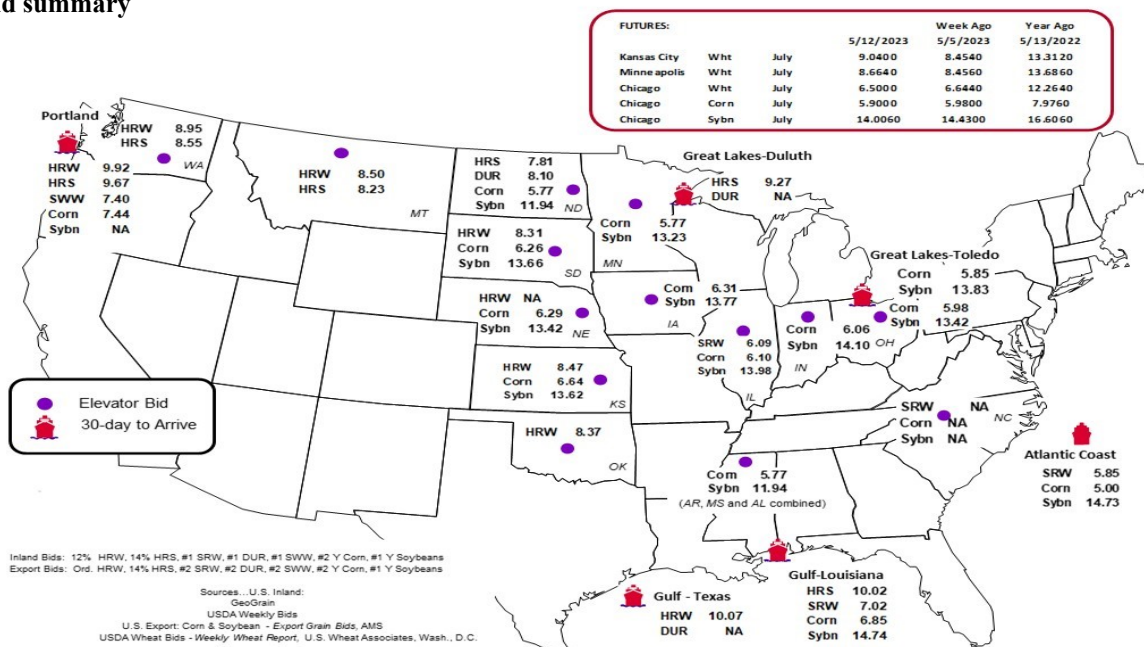 d summary
FUTURES: Week Ago Year Ago
5/12/2023 5/5/2023 5/13/2022
Kansas City Wht July 9.0400 8.4540 13.3120
Minneapolis Wht July 8.6640 8.4560 13.6860
Chicago Wht July 6.5000 6.6440 12.2640
Chicago Corn July 5.9000 5.9800 7.9760
Chicago Sybn July 14.0060 14.4300 16.6060
Portland
HRW 9.92
HRS 9.67
SWW 7.40
Corn 7.44
Sybn NA
HRW 8.95
HRS 8.55
WA
HRW 8.50
HRS 8.23
MT
HRS 7.81
DUR 8.10
Corn 5.77
Sybn 11.94
ND
HRW 8.31
Corn 6.26
Sybn 13.66
SD
HRW NA
Corn 6.29
Sybn 13.42
NE
HRW 8.47
Corn 6.64
Sybn 13.62
KS
HRW 8.37
OK
Great Lakes-Duluth
HRS 9.27
DUR NA
Corn 5.77
Sybn 13.23
MN
Corn 6.31
Sybn 13.77
IA
SRW 6.09
Corn 6.10
Sybn 13.98
IL
Great Lakes-Toledo
Corn 5.85
Sybn 13.83
Corn 5.98
Sybn 13.42
OH
Corn 6.06
Sybn 14.10
IN
SRW NA
Corn NA
Sybn NA
NC
Corn 5.77
Sybn 11.94
(AR, MS and AL combined)
Atlantic Coast
SRW 5.85
Corn 5.00
Sybn 14.73
Gulf-Louisiana
HRS 10.02
SRW 7.02
Corn 6.85
Sybn 14.74
Gulf - Texas
HRW 10.07
DUR NA
Elevator Bid
30-day to Arrive
Inland Bids: 12% HRW, 14% HRS, #1 SRW, #1 DUR, #1 SWW, #2 Y Corn, #1 Y Soybeans
Export Bids: Ord. HRW, 14% HRS, #2 SRW, #2 DUR, #2 SWW, #2 Y Corn, #1 Y Soybeans
Sources...U.S. Inland:
GeoGrain
USDA Weekly Bids
U.S. Export: Corn & Soybean - Export Grain Bids, AMS
USDA Wheat Bids - Weekly Wheat Report, U.S. Wheat Associates, Wash., D.C.